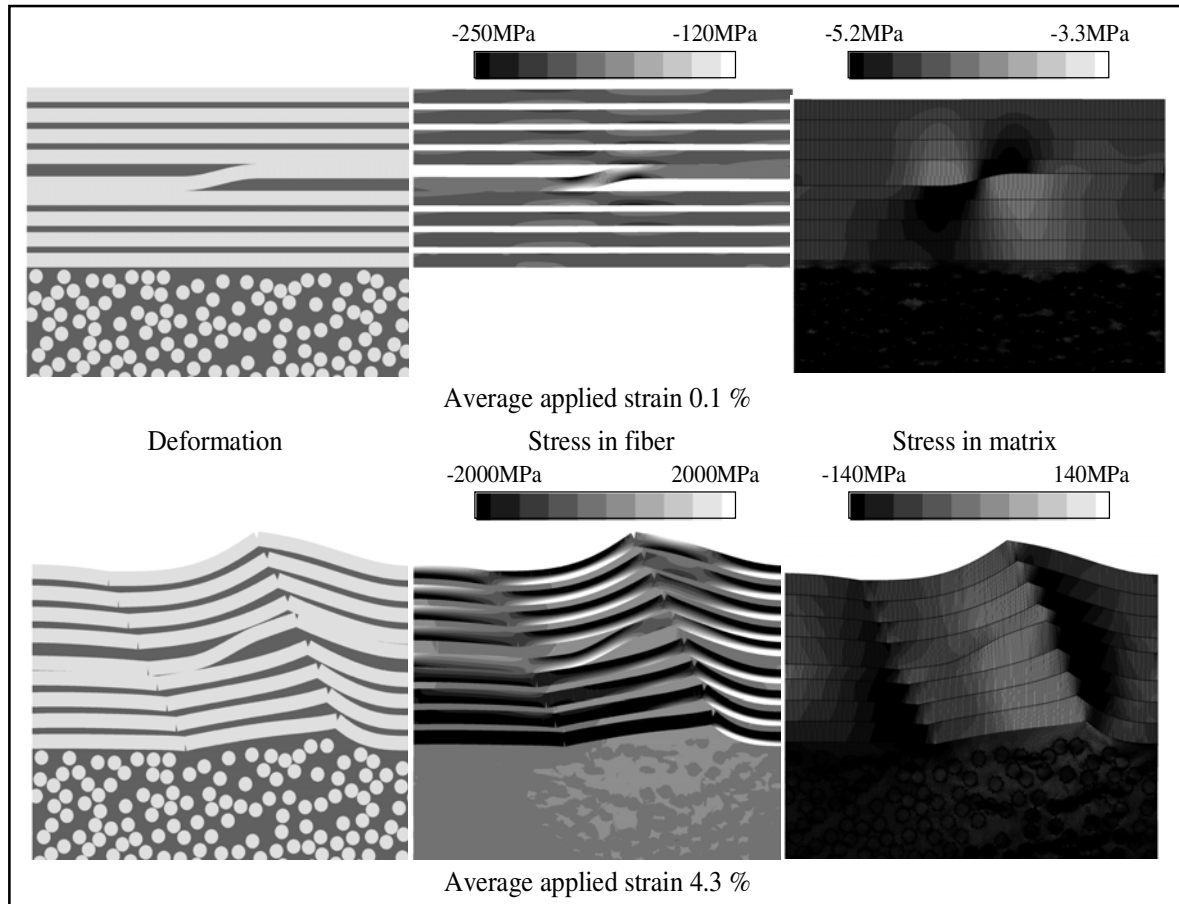 -250MPa -120MPa -5.2MPa -3.3MPa
Average applied strain 0.1 %
Deformation Stress in fiber Stress in matrix
-2000MPa 2000MPa -140MPa 140MPa
Average applied strain 4.3 %